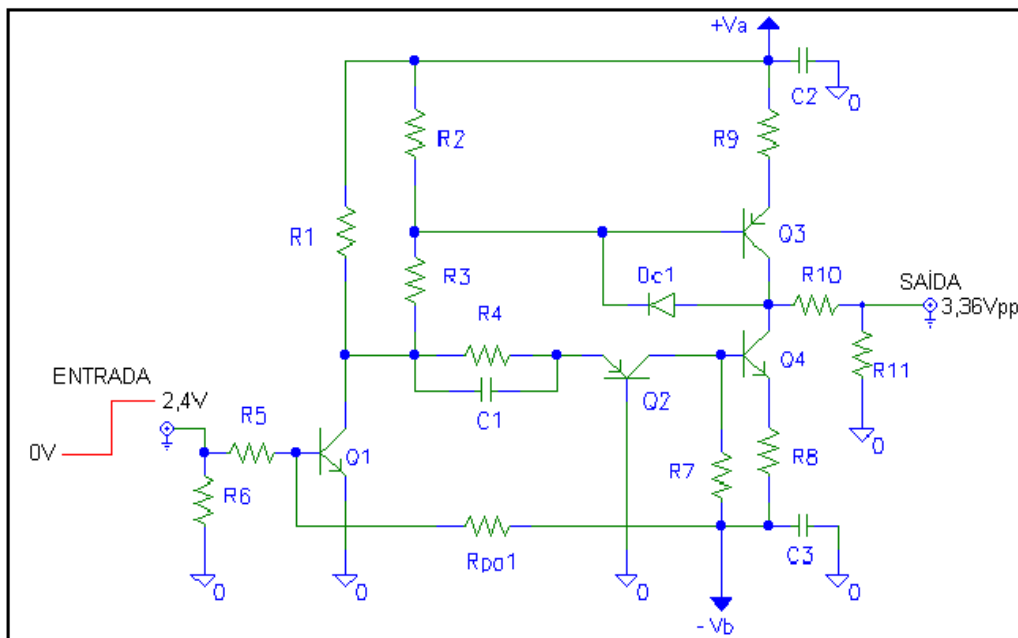 +Va
C2
0
R2
R9
R1
Q3
R3
Dc1
R10
SAÍDA
3,36Vpp
R4
ENTRADA
2,4V
C1
Q2
Q4
R11
0V
R5
Q1
R6
R7
R8
0
Rpa1
C3
0
0
0
0
-Vb